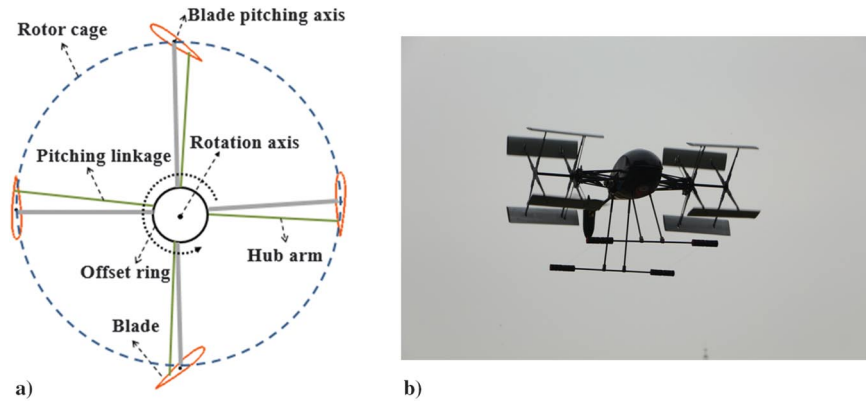 Blade pitching axis
Rotor cage
Rotation axis
Pitching linkage
Hub arm
Offset ring
Blade
a)
b)